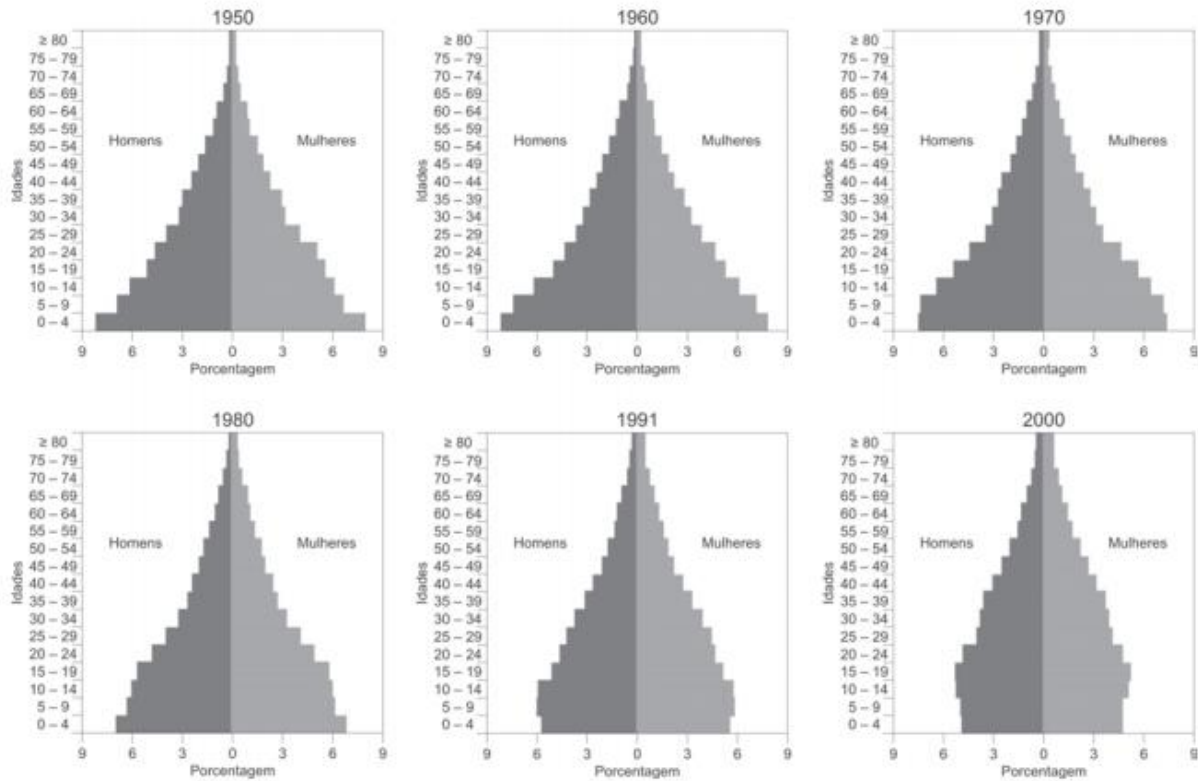 1950
≥ 80
75 – 79
70 – 74
65 – 69
60 – 64
55 – 59
50 – 54
45 – 49
40 – 44
35 – 39
30 – 34
25 – 29
20 – 24
15 – 19
10 – 14
5 – 9
0 – 4
Idades
Homens
Mulheres
9 6 3 0 3 6 9
Porcentagem
1960
≥ 80
75 – 79
70 – 74
65 – 69
60 – 64
55 – 59
50 – 54
45 – 49
40 – 44
35 – 39
30 – 34
25 – 29
20 – 24
15 – 19
10 – 14
5 – 9
0 – 4
Idades
Homens
Mulheres
9 6 3 0 3 6 9
Porcentagem
1970
≥ 80
75 – 79
70 – 74
65 – 69
60 – 64
55 – 59
50 – 54
45 – 49
40 – 44
35 – 39
30 – 34
25 – 29
20 – 24
15 – 19
10 – 14
5 – 9
0 – 4
Idades
Homens
Mulheres
9 6 3 0 3 6 9
Porcentagem
1980
≥ 80
75 – 79
70 – 74
65 – 69
60 – 64
55 – 59
50 – 54
45 – 49
40 – 44
35 – 39
30 – 34
25 – 29
20 – 24
15 – 19
10 – 14
5 – 9
0 – 4
Idades
Homens
Mulheres
9 6 3 0 3 6 9
Porcentagem
1991
≥ 80
75 – 79
70 – 74
65 – 69
60 – 64
55 – 59
50 – 54
45 – 49
40 – 44
35 – 39
30 – 34
25 – 29
20 – 24
15 – 19
10 – 14
5 – 9
0 – 4
Idades
Homens
Mulheres
9 6 3 0 3 6 9
Porcentagem
2000
≥ 80
75 – 79
70 – 74
65 – 69
60 – 64
55 – 59
50 – 54
45 – 49
40 – 44
35 – 39
30 – 34
25 – 29
20 – 24
15 – 19
10 – 14
5 – 9
0 – 4
Idades
Homens
Mulheres
9 6 3 0 3 6 9
Porcentagem